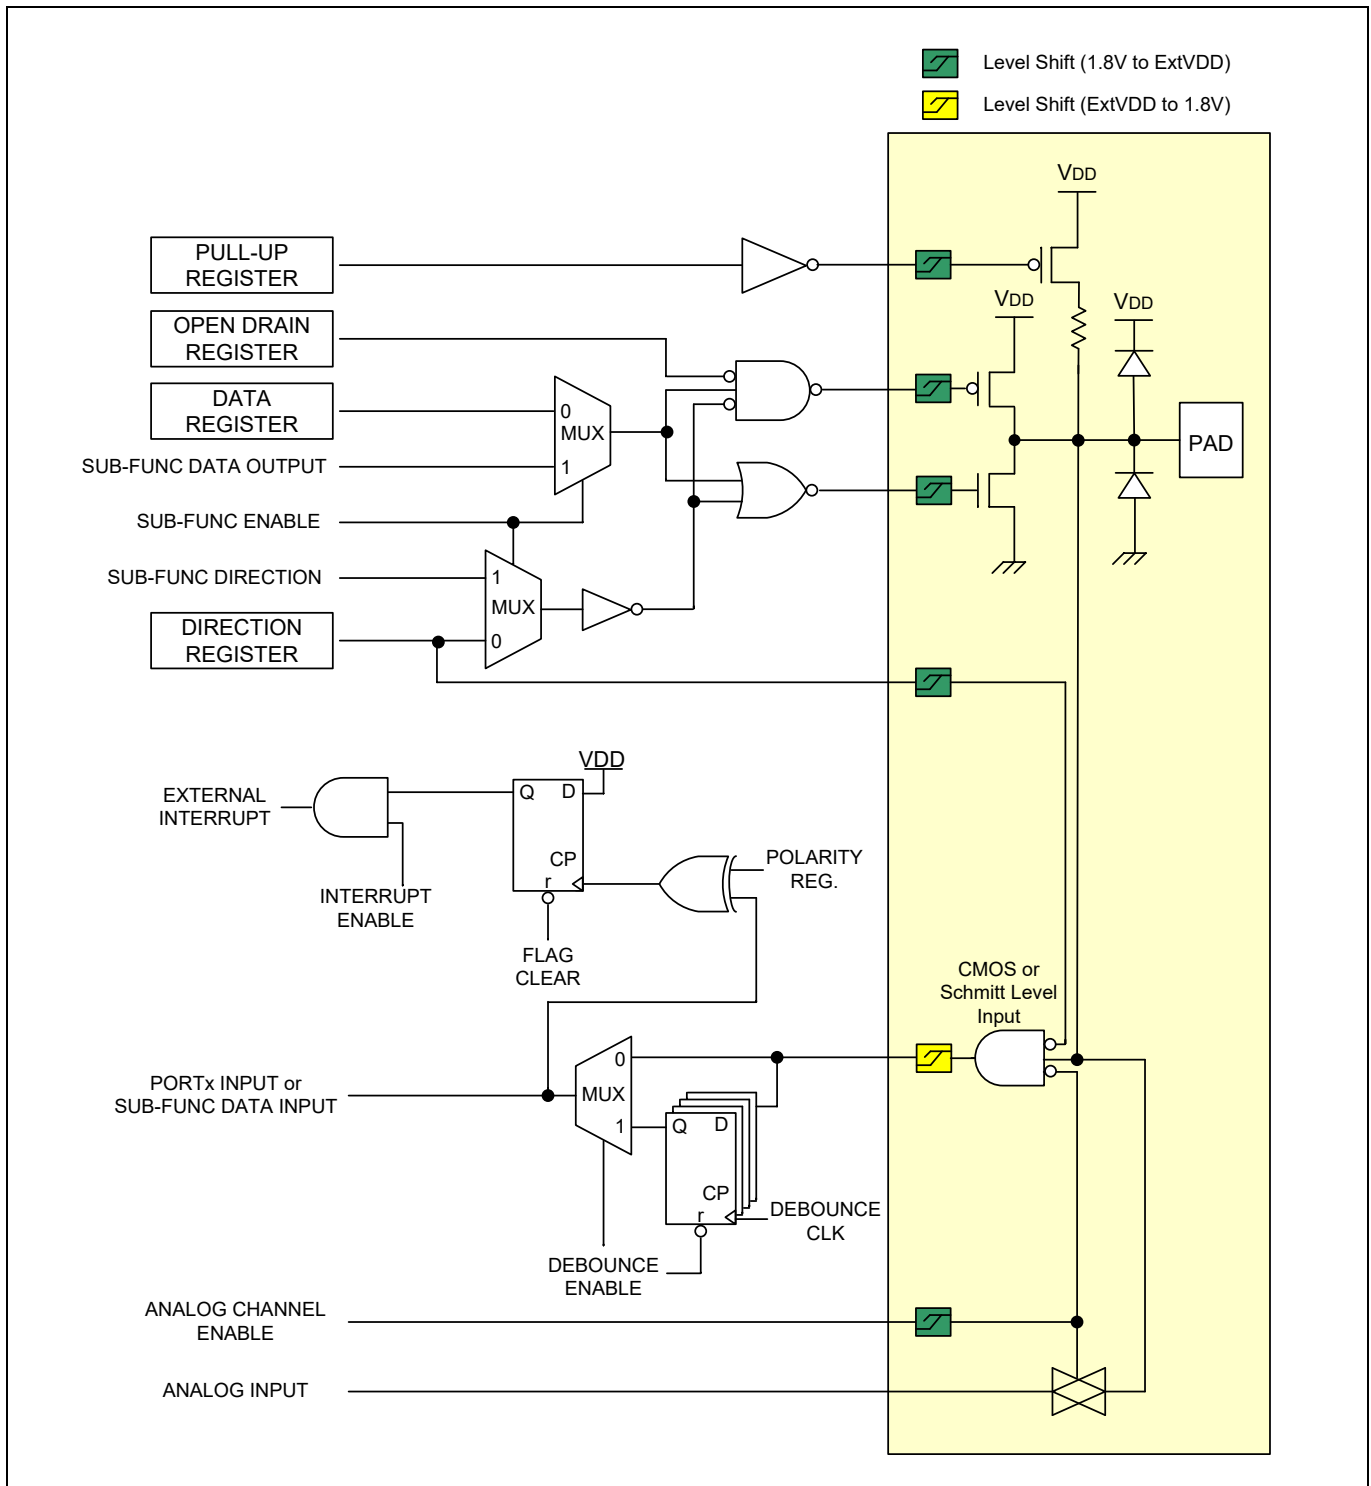 Level Shift (1.8V to ExtVDD)
Level Shift (ExtVDD to 1.8V)
VDD
PULL-UP
REGISTER
OPEN DRAIN
REGISTER
VDD
VDD
DATA
REGISTER
0
MUX
1
PAD
SUB-FUNC DATA OUTPUT
SUB-FUNC ENABLE
SUB-FUNC DIRECTION
1
MUX
0
DIRECTION
REGISTER
VDD
Q D
CP
r
EXTERNAL
INTERRUPT
INTERRUPT
ENABLE
POLARITY
REG.
FLAG
CLEAR
CMOS or
Schmitt Level
Input
0
MUX
1
PORTx INPUT or
SUB-FUNC DATA INPUT
Q D
CP
r
DEBOUNCE
CLK
DEBOUNCE
ENABLE
ANALOG CHANNEL
ENABLE
ANALOG INPUT